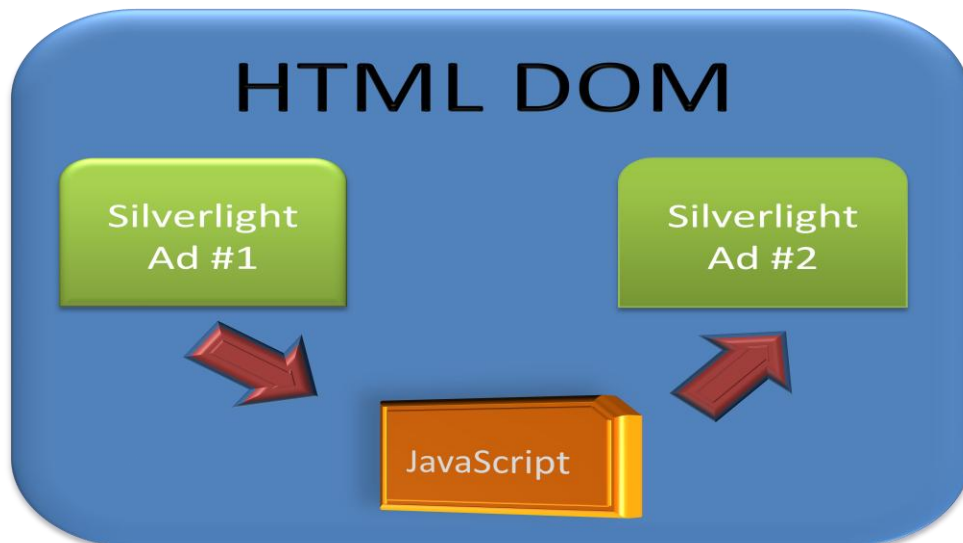 HTML DOM
Silverlight
Ad #1
Silverlight
Ad #2
JavaScript